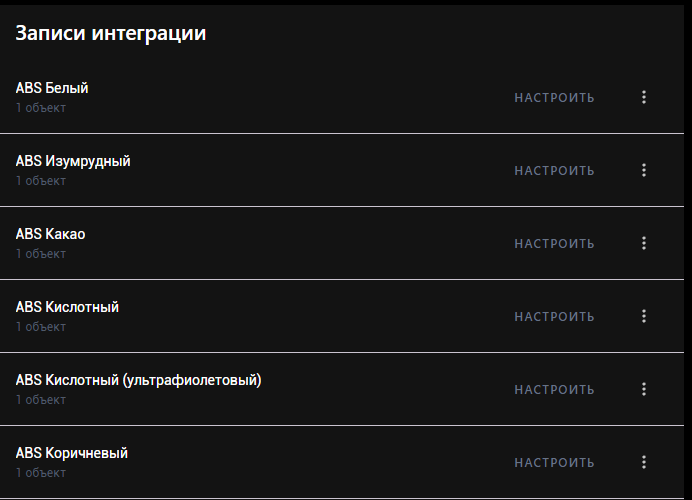 Записи интеграции
ABS Белый
1 объект
НАСТРОИТЬ
ABS Изумрудный
1 объект
НАСТРОИТЬ
ABS Какао
1 объект
НАСТРОИТЬ
ABS Кислотный
1 объект
НАСТРОИТЬ
ABS Кислотный (ультрафиолетовый)
1 объект
НАСТРОИТЬ
ABS Коричневый
1 объект
НАСТРОИТЬ